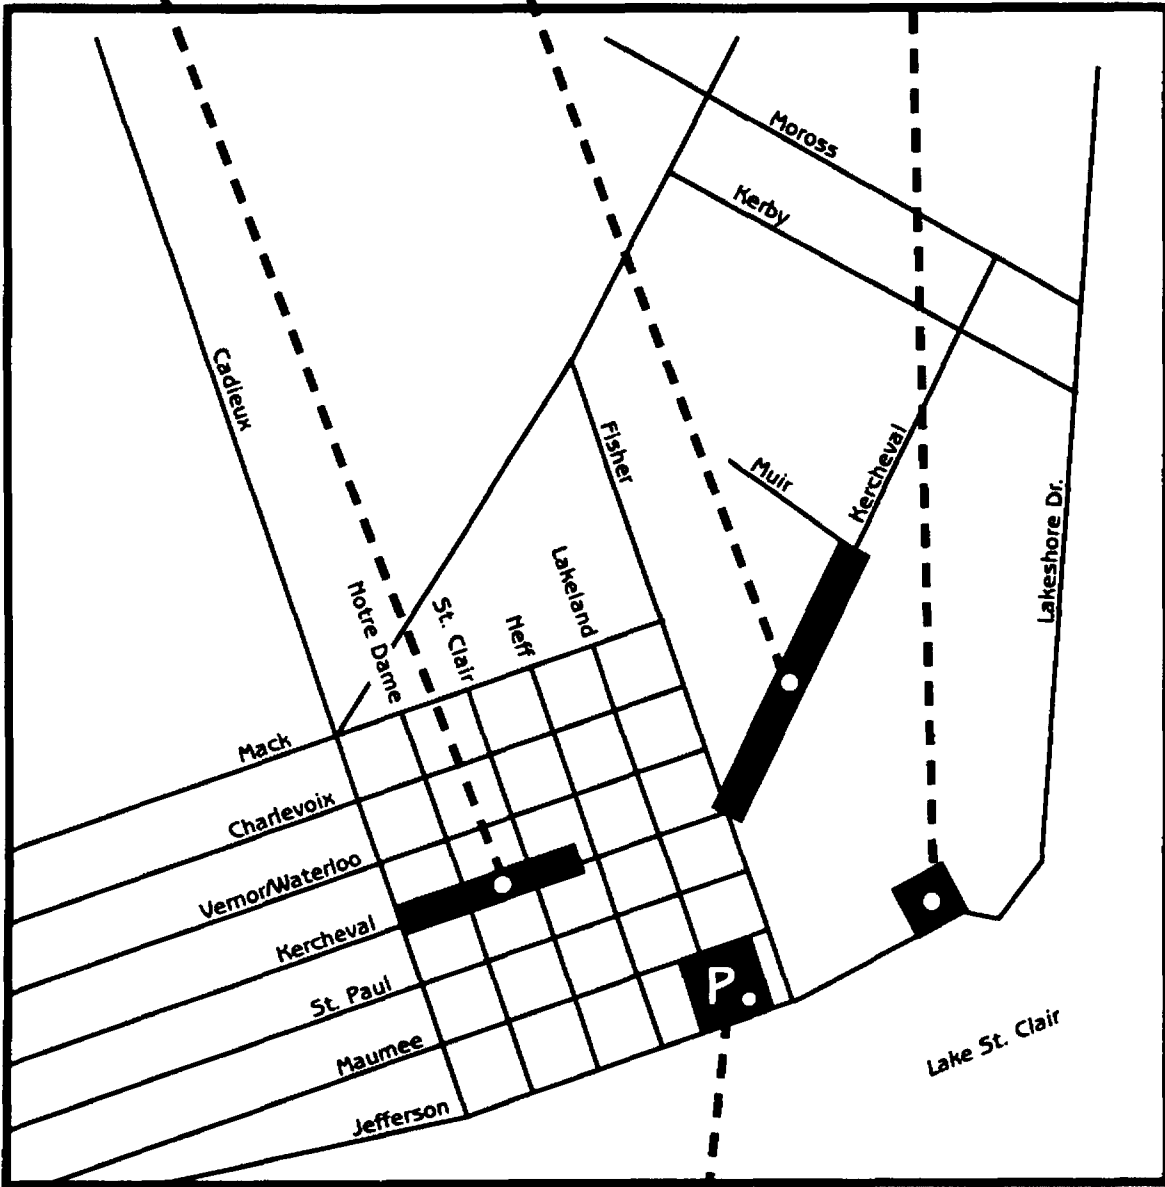 Moross
Kerby
Cadieux
Fisher
Muir
Kercheval
Lakeshore Dr.
Lakeland
Notre Dame
St. Clair
Neff
Mack
Charlevoix
Vernor/Waterloo
Kercheval
St. Paul
P
Maumee
Lake St. Clair
Jefferson